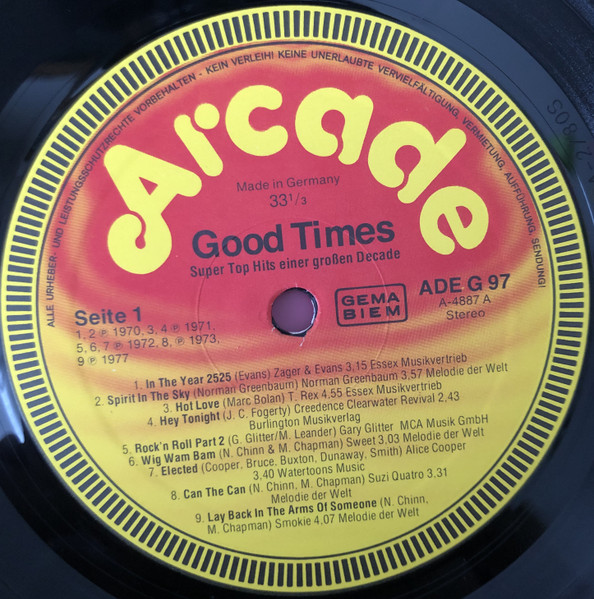 ALLE URHEBER- UND LEISTUNGSSCHUTZRECHTE VORBEHALTEN - KEIN VERLEIH! KEINE UNERLAUBTE VERVIELFÄLTIGUNG, VERMIETUNG, AUFFÜHRUNG, SENDUNG!
Arcade
Made in Germany
33 1/3
Good Times
Super Top Hits einer großen Decade
Seite 1
1, 2 ℗ 1970, 3, 4 ℗ 1971,
5, 6, 7 ℗ 1972, 8, ℗ 1973,
9 ℗ 1977
GEMA
BIEM
ADE G 97
A-4887 A
Stereo
1. In The Year 2525 (Evans) Zager & Evans 3,15 Essex Musikvertrieb
2. Spirit In The Sky (Norman Greenbaum) Norman Greenbaum 3,57 Melodie der Welt
3. Hot Love (Marc Bolan) T. Rex 4,55 Essex Musikvertrieb
4. Hey Tonight (J. C. Fogerty) Creedence Clearwater Revival 2,43
Burlington Musikverlag
5. Rock'n Roll Part 2 (G. Glitter/M. Leander) Gary Glitter MCA Musik GmbH
6. Wig Wam Bam (N. Chinn & M. Chapman) Sweet 3,03 Melodie der Welt
7. Elected (Cooper, Bruce, Buxton, Dunaway, Smith) Alice Cooper
3,40 Watertoons Music
8. Can The Can (N. Chinn & M. Chapman) Suzi Quatro 3,31
Melodie der Welt
9. Lay Back In The Arms Of Someone (N. Chinn,
M. Chapman) Smokie 4,07 Melodie der Welt